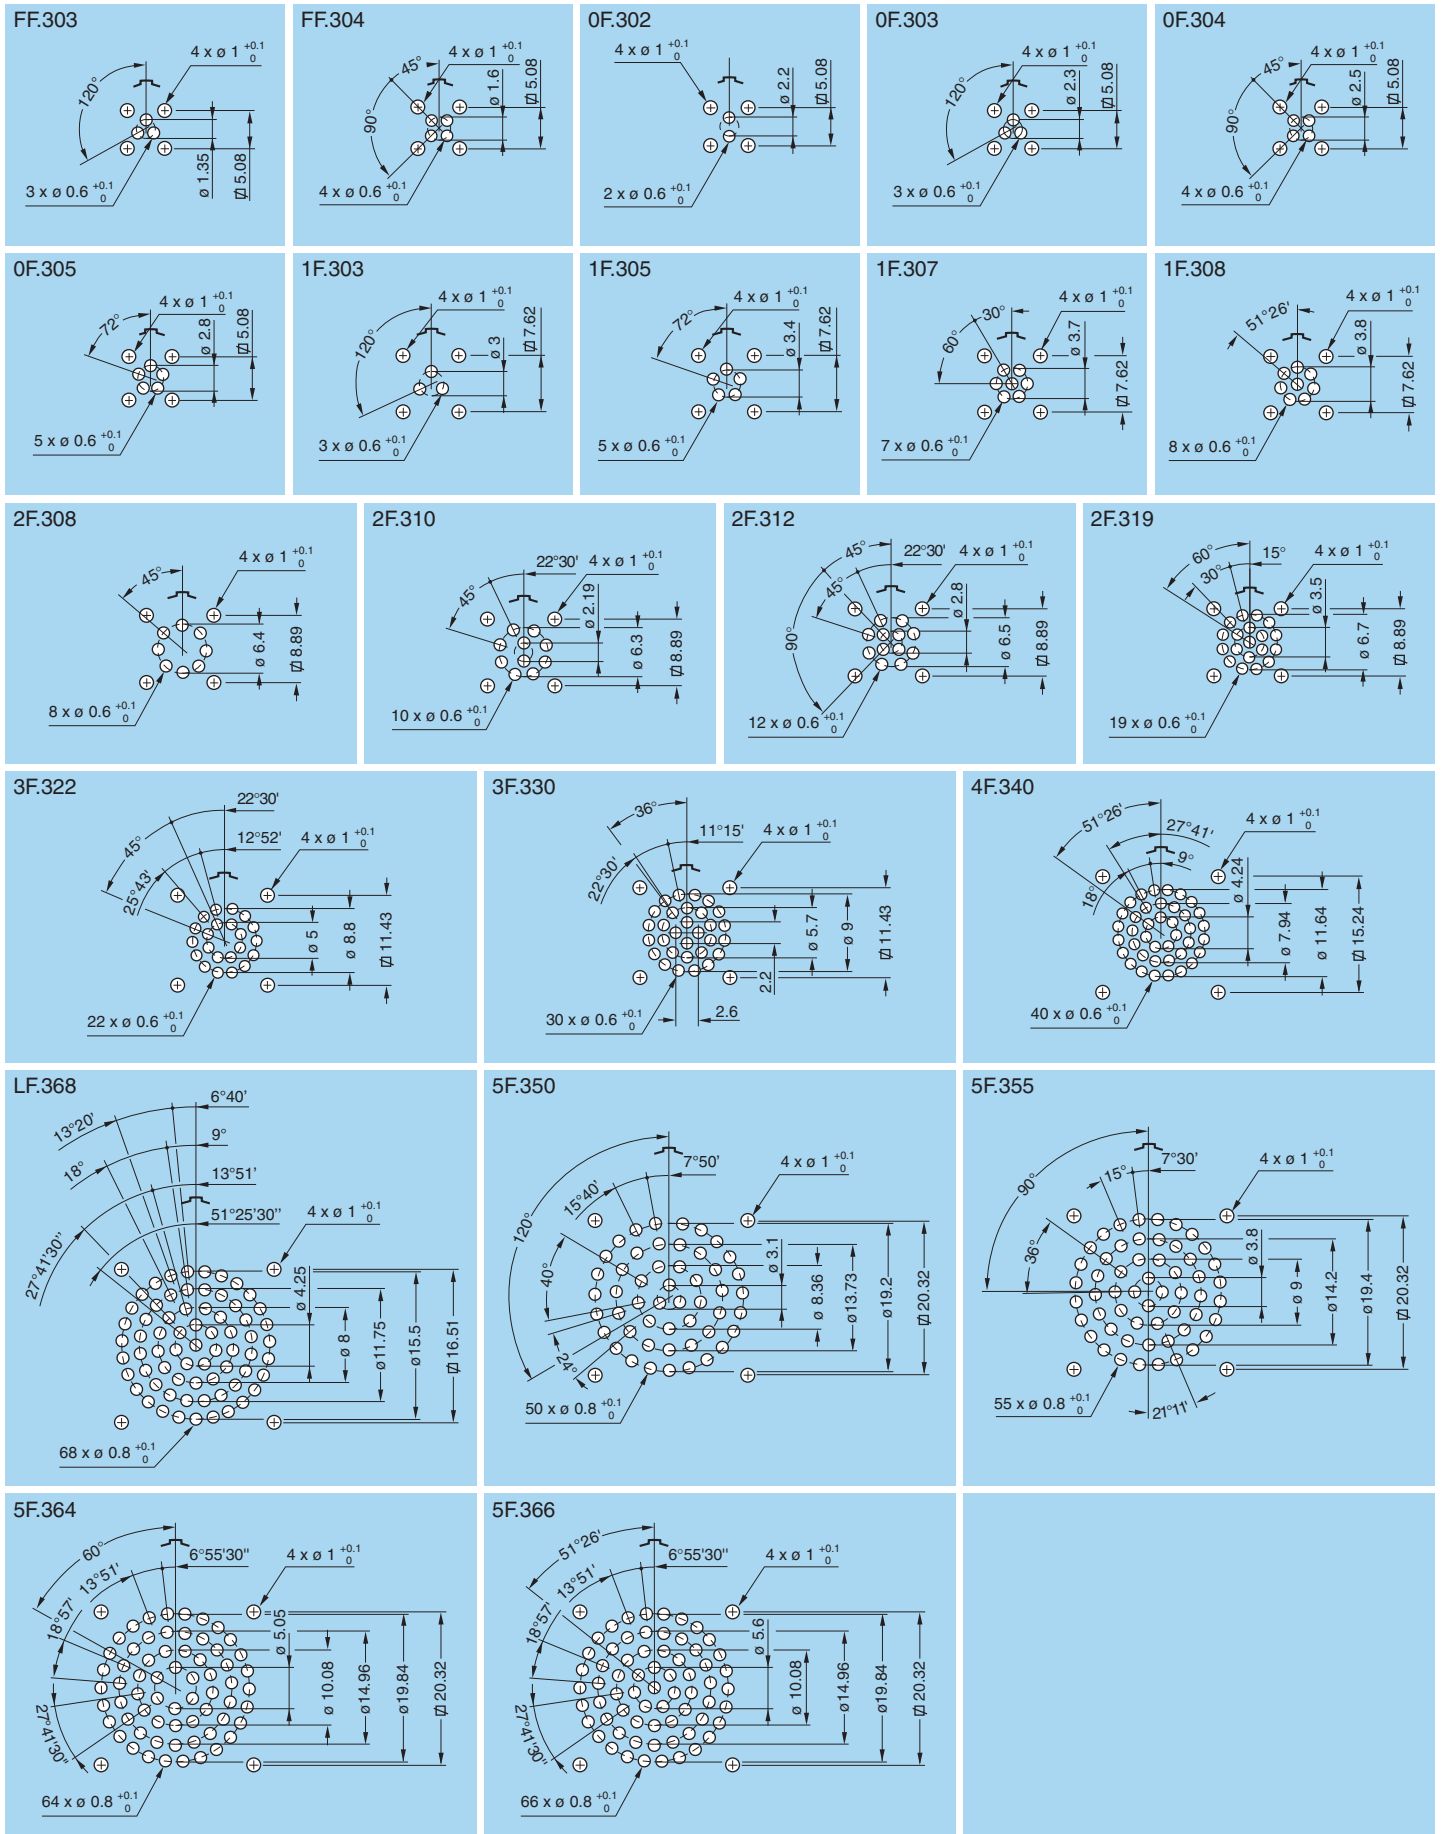 FF.303
4 x ø 1 +0.1 0
120°
3 x ø 0.6 +0.1 0
ø 1.35
⌷ 5.08
FF.304
45°
4 x ø 1 +0.1 0
90°
ø 1.6
⌷ 5.08
4 x ø 0.6 +0.1 0
0F.302
4 x ø 1 +0.1 0
ø 2.2
⌷ 5.08
2 x ø 0.6 +0.1 0
0F.303
4 x ø 1 +0.1 0
120°
ø 2.3
⌷ 5.08
3 x ø 0.6 +0.1 0
0F.304
45°
4 x ø 1 +0.1 0
90°
ø 2.5
⌷ 5.08
4 x ø 0.6 +0.1 0
0F.305
4 x ø 1 +0.1 0
72°
ø 2.8
⌷ 5.08
5 x ø 0.6 +0.1 0
1F.303
4 x ø 1 +0.1 0
120°
ø 3
⌷ 7.62
3 x ø 0.6 +0.1 0
1F.305
4 x ø 1 +0.1 0
72°
ø 3.4
⌷ 7.62
5 x ø 0.6 +0.1 0
1F.307
30°
4 x ø 1 +0.1 0
60°
ø 3.7
⌷ 7.62
7 x ø 0.6 +0.1 0
1F.308
51°26'
4 x ø 1 +0.1 0
ø 3.8
⌷ 7.62
8 x ø 0.6 +0.1 0
2F.308
4 x ø 1 +0.1 0
45°
ø 6.4
⌷ 8.89
8 x ø 0.6 +0.1 0
2F.310
22°30'
4 x ø 1 +0.1 0
45°
ø 2.19
ø 6.3
⌷ 8.89
10 x ø 0.6 +0.1 0
2F.312
45°
22°30'
4 x ø 1 +0.1 0
45°
90°
ø 2.8
ø 6.5
⌷ 8.89
12 x ø 0.6 +0.1 0
2F.319
60°
15°
4 x ø 1 +0.1 0
30°
ø 3.5
ø 6.7
⌷ 8.89
19 x ø 0.6 +0.1 0
3F.322
22°30'
45°
12°52'
4 x ø 1 +0.1 0
25°43'
ø 5
ø 8.8
⌷ 11.43
22 x ø 0.6 +0.1 0
3F.330
36°
11°15'
4 x ø 1 +0.1 0
22°30'
ø 5.7
ø 9
⌷ 11.43
2.2
2.6
30 x ø 0.6 +0.1 0
4F.340
51°26'
27°41'
4 x ø 1 +0.1 0
9°
18°
ø 4.24
ø 7.94
ø 11.64
⌷ 15.24
40 x ø 0.6 +0.1 0
LF.368
6°40'
13°20'
9°
18°
13°51'
51°25'30"
4 x ø 1 +0.1 0
27°41'30"
ø 4.25
ø 8
ø11.75
ø15.5
⌷ 16.51
68 x ø 0.8 +0.1 0
5F.350
7°50'
4 x ø 1 +0.1 0
15°40'
120°
40°
24°
ø 3.1
ø 8.36
ø13.73
ø19.2
⌷ 20.32
50 x ø 0.8 +0.1 0
5F.355
7°30'
4 x ø 1 +0.1 0
90°
15°
36°
ø 3.8
ø 9
ø14.2
ø19.4
⌷ 20.32
55 x ø 0.8 +0.1 0
21°11'
5F.364
60°
6°55'30"
4 x ø 1 +0.1 0
13°51'
18°57'
27°41'30"
ø 5.05
ø 10.08
ø14.96
ø19.84
⌷ 20.32
64 x ø 0.8 +0.1 0
5F.366
51°26'
6°55'30"
4 x ø 1 +0.1 0
13°51'
18°57'
27°41'30"
ø 5.6
ø 10.08
ø14.96
ø19.84
⌷ 20.32
66 x ø 0.8 +0.1 0